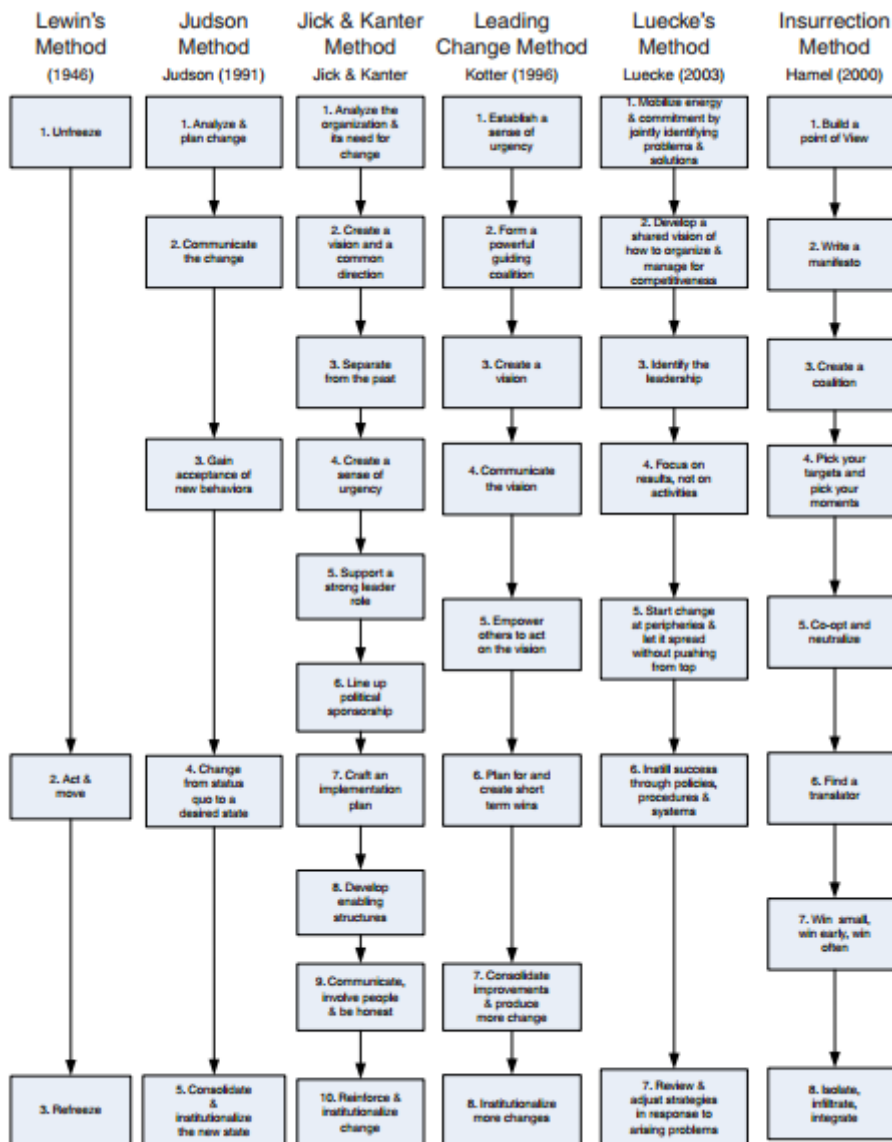 Lewin's
Method
(1946)
1. Unfreeze
2. Act &
move
3. Refreeze
Judson
Method
Judson (1991)
1. Analyze &
plan change
2. Communicate
the change
3. Gain
acceptance of
new behaviors
4. Change
from status
quo to a
desired state
5. Consolidate
&
institutionalize
the new state
Jick & Kanter
Method
Jick & Kanter
1. Analyze the
organization &
its need for
change
2. Create a
vision and a
common
direction
3. Separate
from the past
4. Create a
sense of
urgency
5. Support a
strong leader
role
6. Line up
political
sponsorship
7. Craft an
implementation
plan
8. Develop
enabling
structures
9. Communicate,
involve people
& be honest
10. Reinforce &
institutionalize
change
Leading
Change Method
Kotter (1996)
1. Establish a
sense of
urgency
2. Form a
powerful
guiding
coalition
3. Create a
vision
4. Communicate
the vision
5. Empower
others to act
on the vision
6. Plan for and
create short
term wins
7. Consolidate
improvements
& produce
more change
8. Institutionalize
more changes
Luecke's
Method
Luecke (2003)
1. Mobilize energy
& commitment by
jointly identifying
problems &
solutions
2. Develop a
shared vision of
how to organize &
manage for
competitiveness
3. Identify the
leadership
4. Focus on
results, not on
activities
5. Start change
at peripheries &
let it spread
without pushing
from top
6. Instill success
through policies,
procedures &
systems
7. Review &
adjust strategies
in response to
arising problems
Insurrection
Method
Hamel (2000)
1. Build a
point of View
2. Write a
manifesto
3. Create a
coalition
4. Pick your
targets and
pick your
moments
5. Co-opt and
neutralize
6. Find a
translator
7. Win small,
win early, win
often
8. Isolate,
infiltrate,
integrate